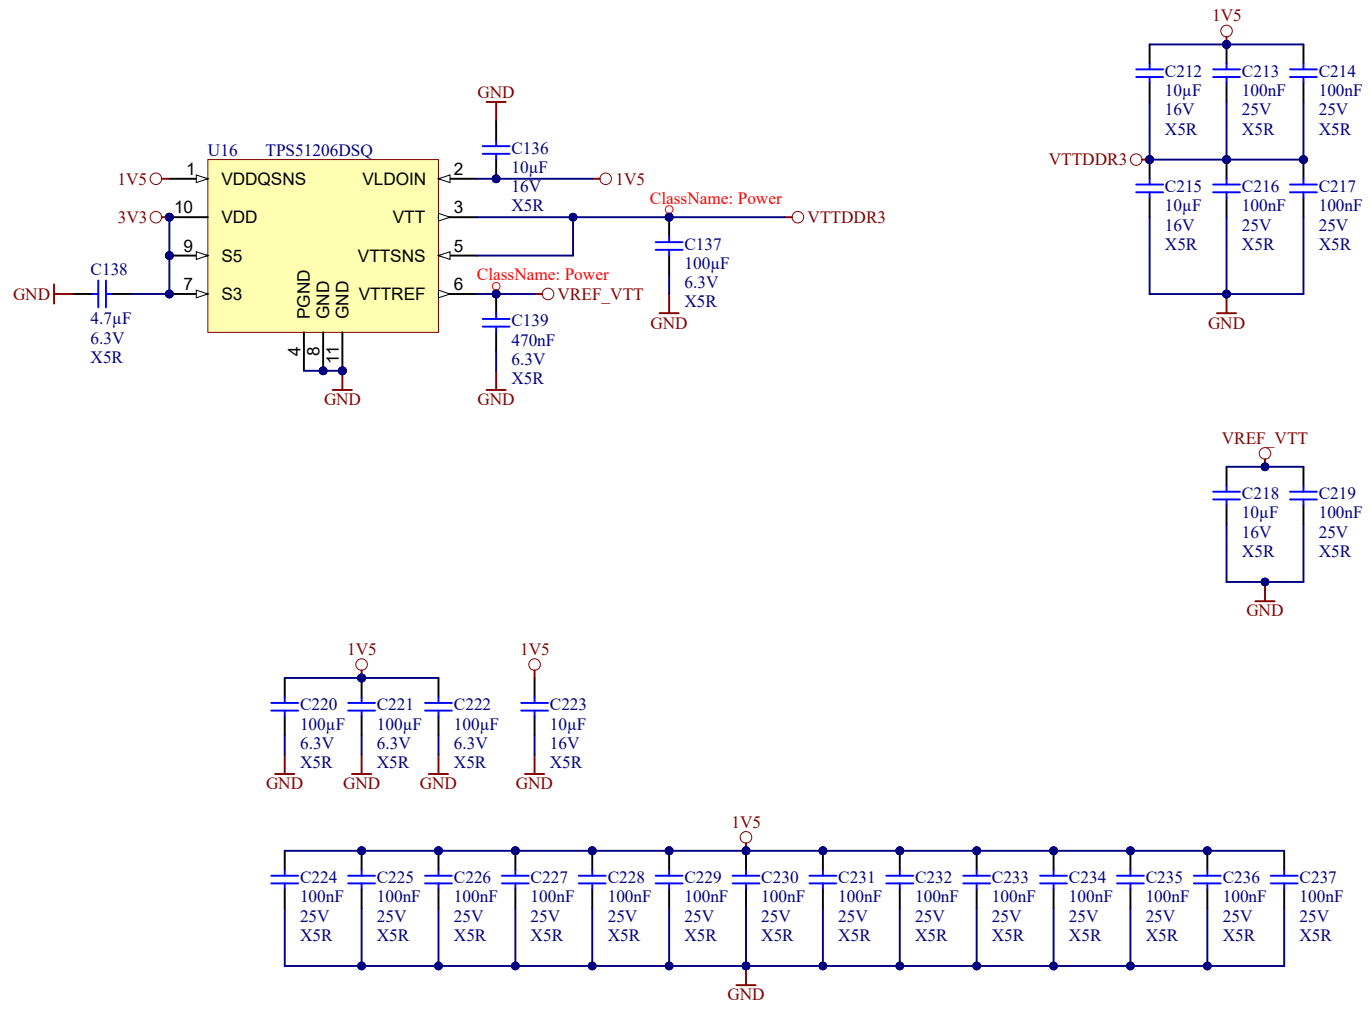 1V5
C212
10µF
16V
X5R
C213
100nF
25V
X5R
C214
100nF
25V
X5R
VTTDDR3
C215
10µF
16V
X5R
C216
100nF
25V
X5R
C217
100nF
25V
X5R
GND
GND
C136
10µF
16V
X5R
U16 TPS51206DSQ
1V5
1
VDDQSNS
VLDOIN
2
1V5
3V3
10
VDD
VTT
3
ClassName: Power
VTTDDR3
9
S5
VTTSNS
5
C137
100µF
6.3V
X5R
GND
GND
C138
4.7µF
6.3V
X5R
7
S3
VTTREF
6
ClassName: Power
VREF_VTT
C139
470nF
6.3V
X5R
GND
PGND
GND
GND
4
8
11
GND
VREF_VTT
C218
10µF
16V
X5R
C219
100nF
25V
X5R
GND
1V5
C220
100µF
6.3V
X5R
GND
C221
100µF
6.3V
X5R
GND
C222
100µF
6.3V
X5R
GND
1V5
C223
10µF
16V
X5R
GND
1V5
C224
100nF
25V
X5R
C225
100nF
25V
X5R
C226
100nF
25V
X5R
C227
100nF
25V
X5R
C228
100nF
25V
X5R
C229
100nF
25V
X5R
C230
100nF
25V
X5R
C231
100nF
25V
X5R
C232
100nF
25V
X5R
C233
100nF
25V
X5R
C234
100nF
25V
X5R
C235
100nF
25V
X5R
C236
100nF
25V
X5R
C237
100nF
25V
X5R
GND